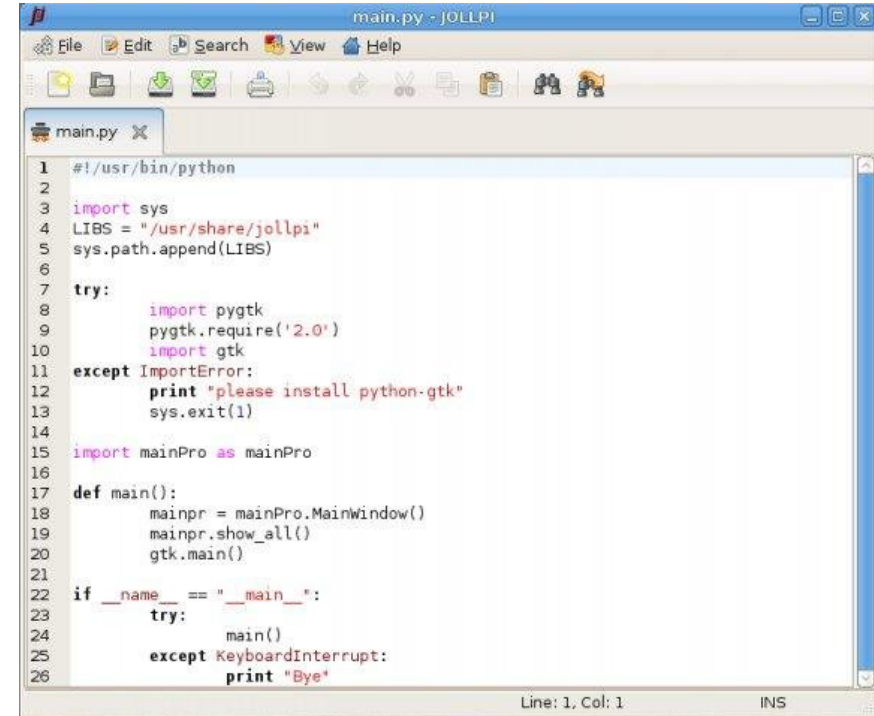 main.py - JOLLPI
File Edit Search View Help
main.py
1 #!/usr/bin/python
2
3 import sys
4 LIBS = "/usr/share/jollpi"
5 sys.path.append(LIBS)
6
7 try:
8 import pygtk
9 pygtk.require('2.0')
10 import gtk
11 except ImportError:
12 print "please install python-gtk"
13 sys.exit(1)
14
15 import mainPro as mainPro
16
17 def main():
18 mainpr = mainPro.MainWindow()
19 mainpr.show_all()
20 gtk.main()
21
22 if __name__ == "__main__":
23 try:
24 main()
25 except KeyboardInterrupt:
26 print "Bye"
Line: 1, Col: 1 INS